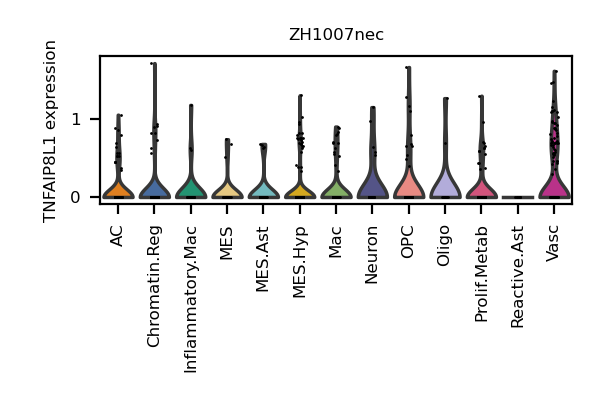 ZH1007nec
TNFAIP8L1 expression
1
0
AC
Chromatin.Reg
Inflammatory.Mac
MES
MES.Ast
MES.Hyp
Mac
Neuron
OPC
Oligo
Prolif.Metab
Reactive.Ast
Vasc